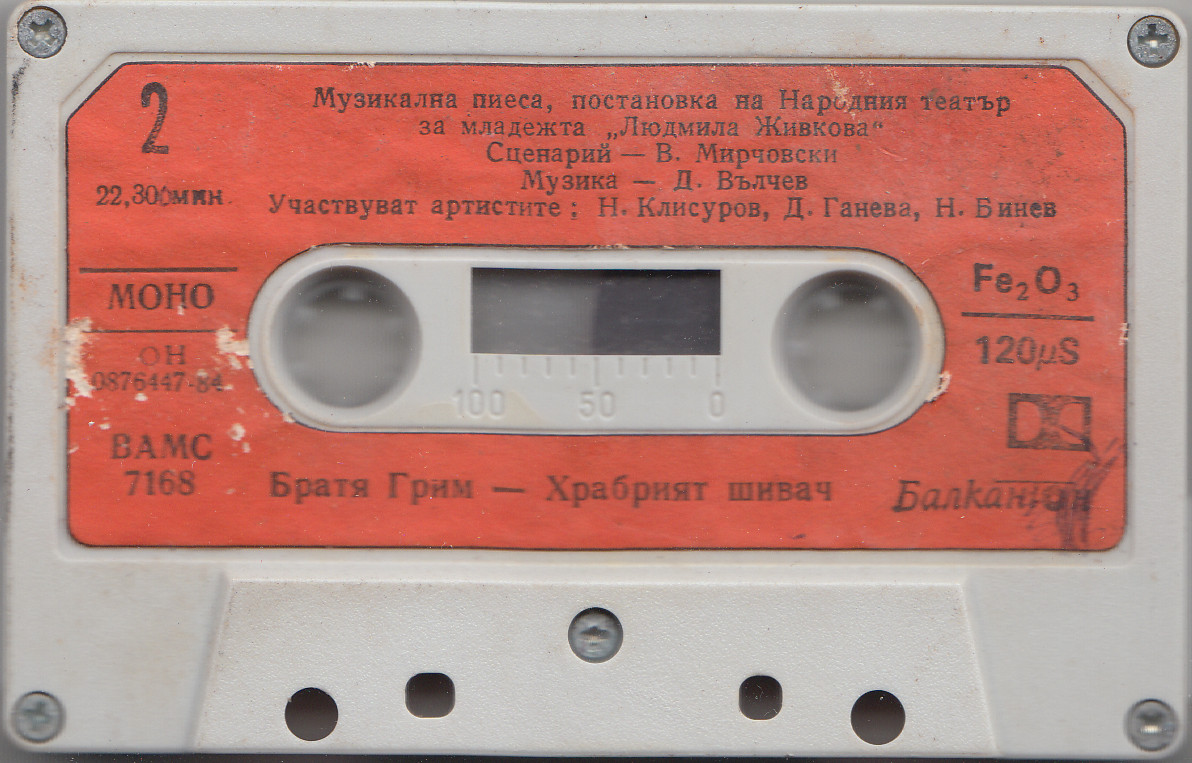 2
Музикална пиеса, постановка на Народния театър
за младежта „Людмила Живкова“
Сценарий — В. Мирчовски
Музика — Д. Вълчев
22,30 мин
Участвуват артистите: Н. Клисуров, Д. Ганева, Н. Бинев
МОНО
ОН
0876447-84
ВАМС
7168
Fe₂O₃
120µS
100 50 0
Братя Грим — Храбрият шивач
Балкантон